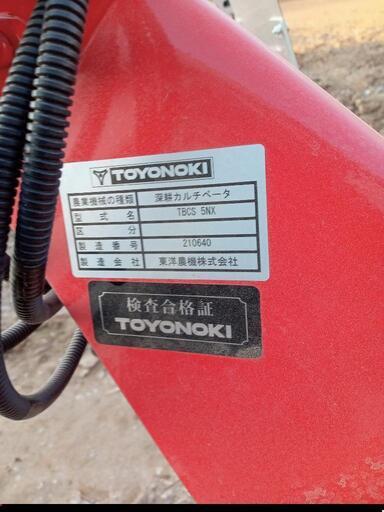 TOYONOKI
農業機械の種類 深耕カルチベータ
型式名 TBCS 5NX
区分
製造番号 210640
製造会社 東洋農機株式会社
検査合格証
TOYONOKI